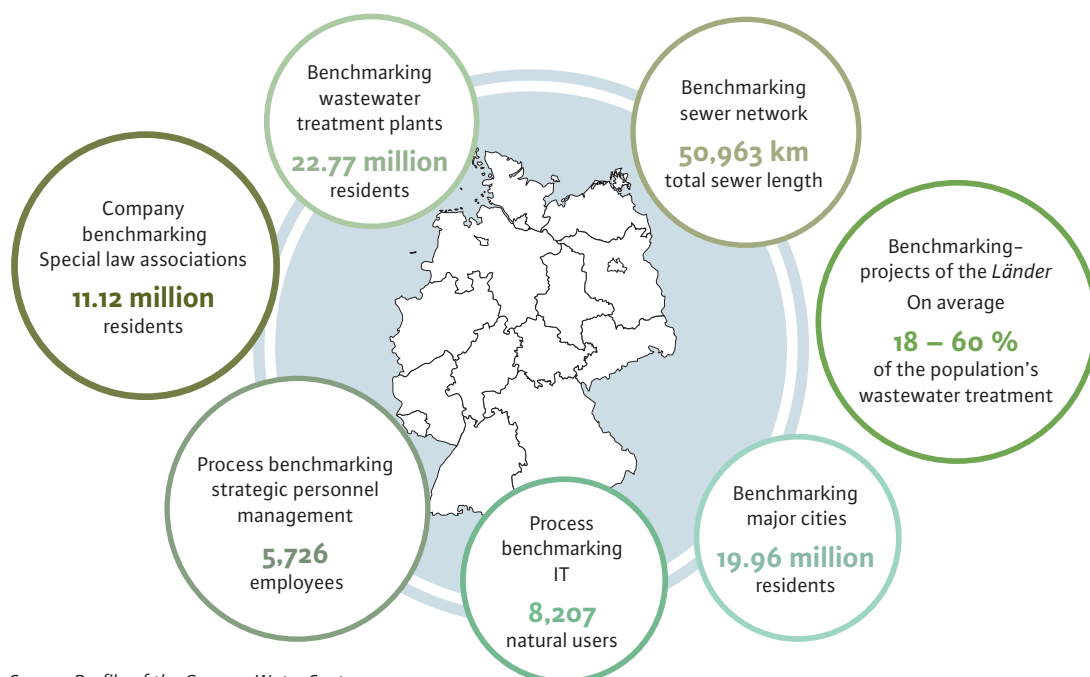 Benchmarking
wastewater
treatment plants
22.77 million
residents
Benchmarking
sewer network
50,963 km
total sewer length
Company
benchmarking
Special law associations
11.12 million
residents
Benchmarking-
projects of the Länder
On average
18 – 60 %
of the population's
wastewater treatment
Process benchmarking
strategic personnel
management
5,726
employees
Process
benchmarking
IT
8,207
natural users
Benchmarking
major cities
19.96 million
residents